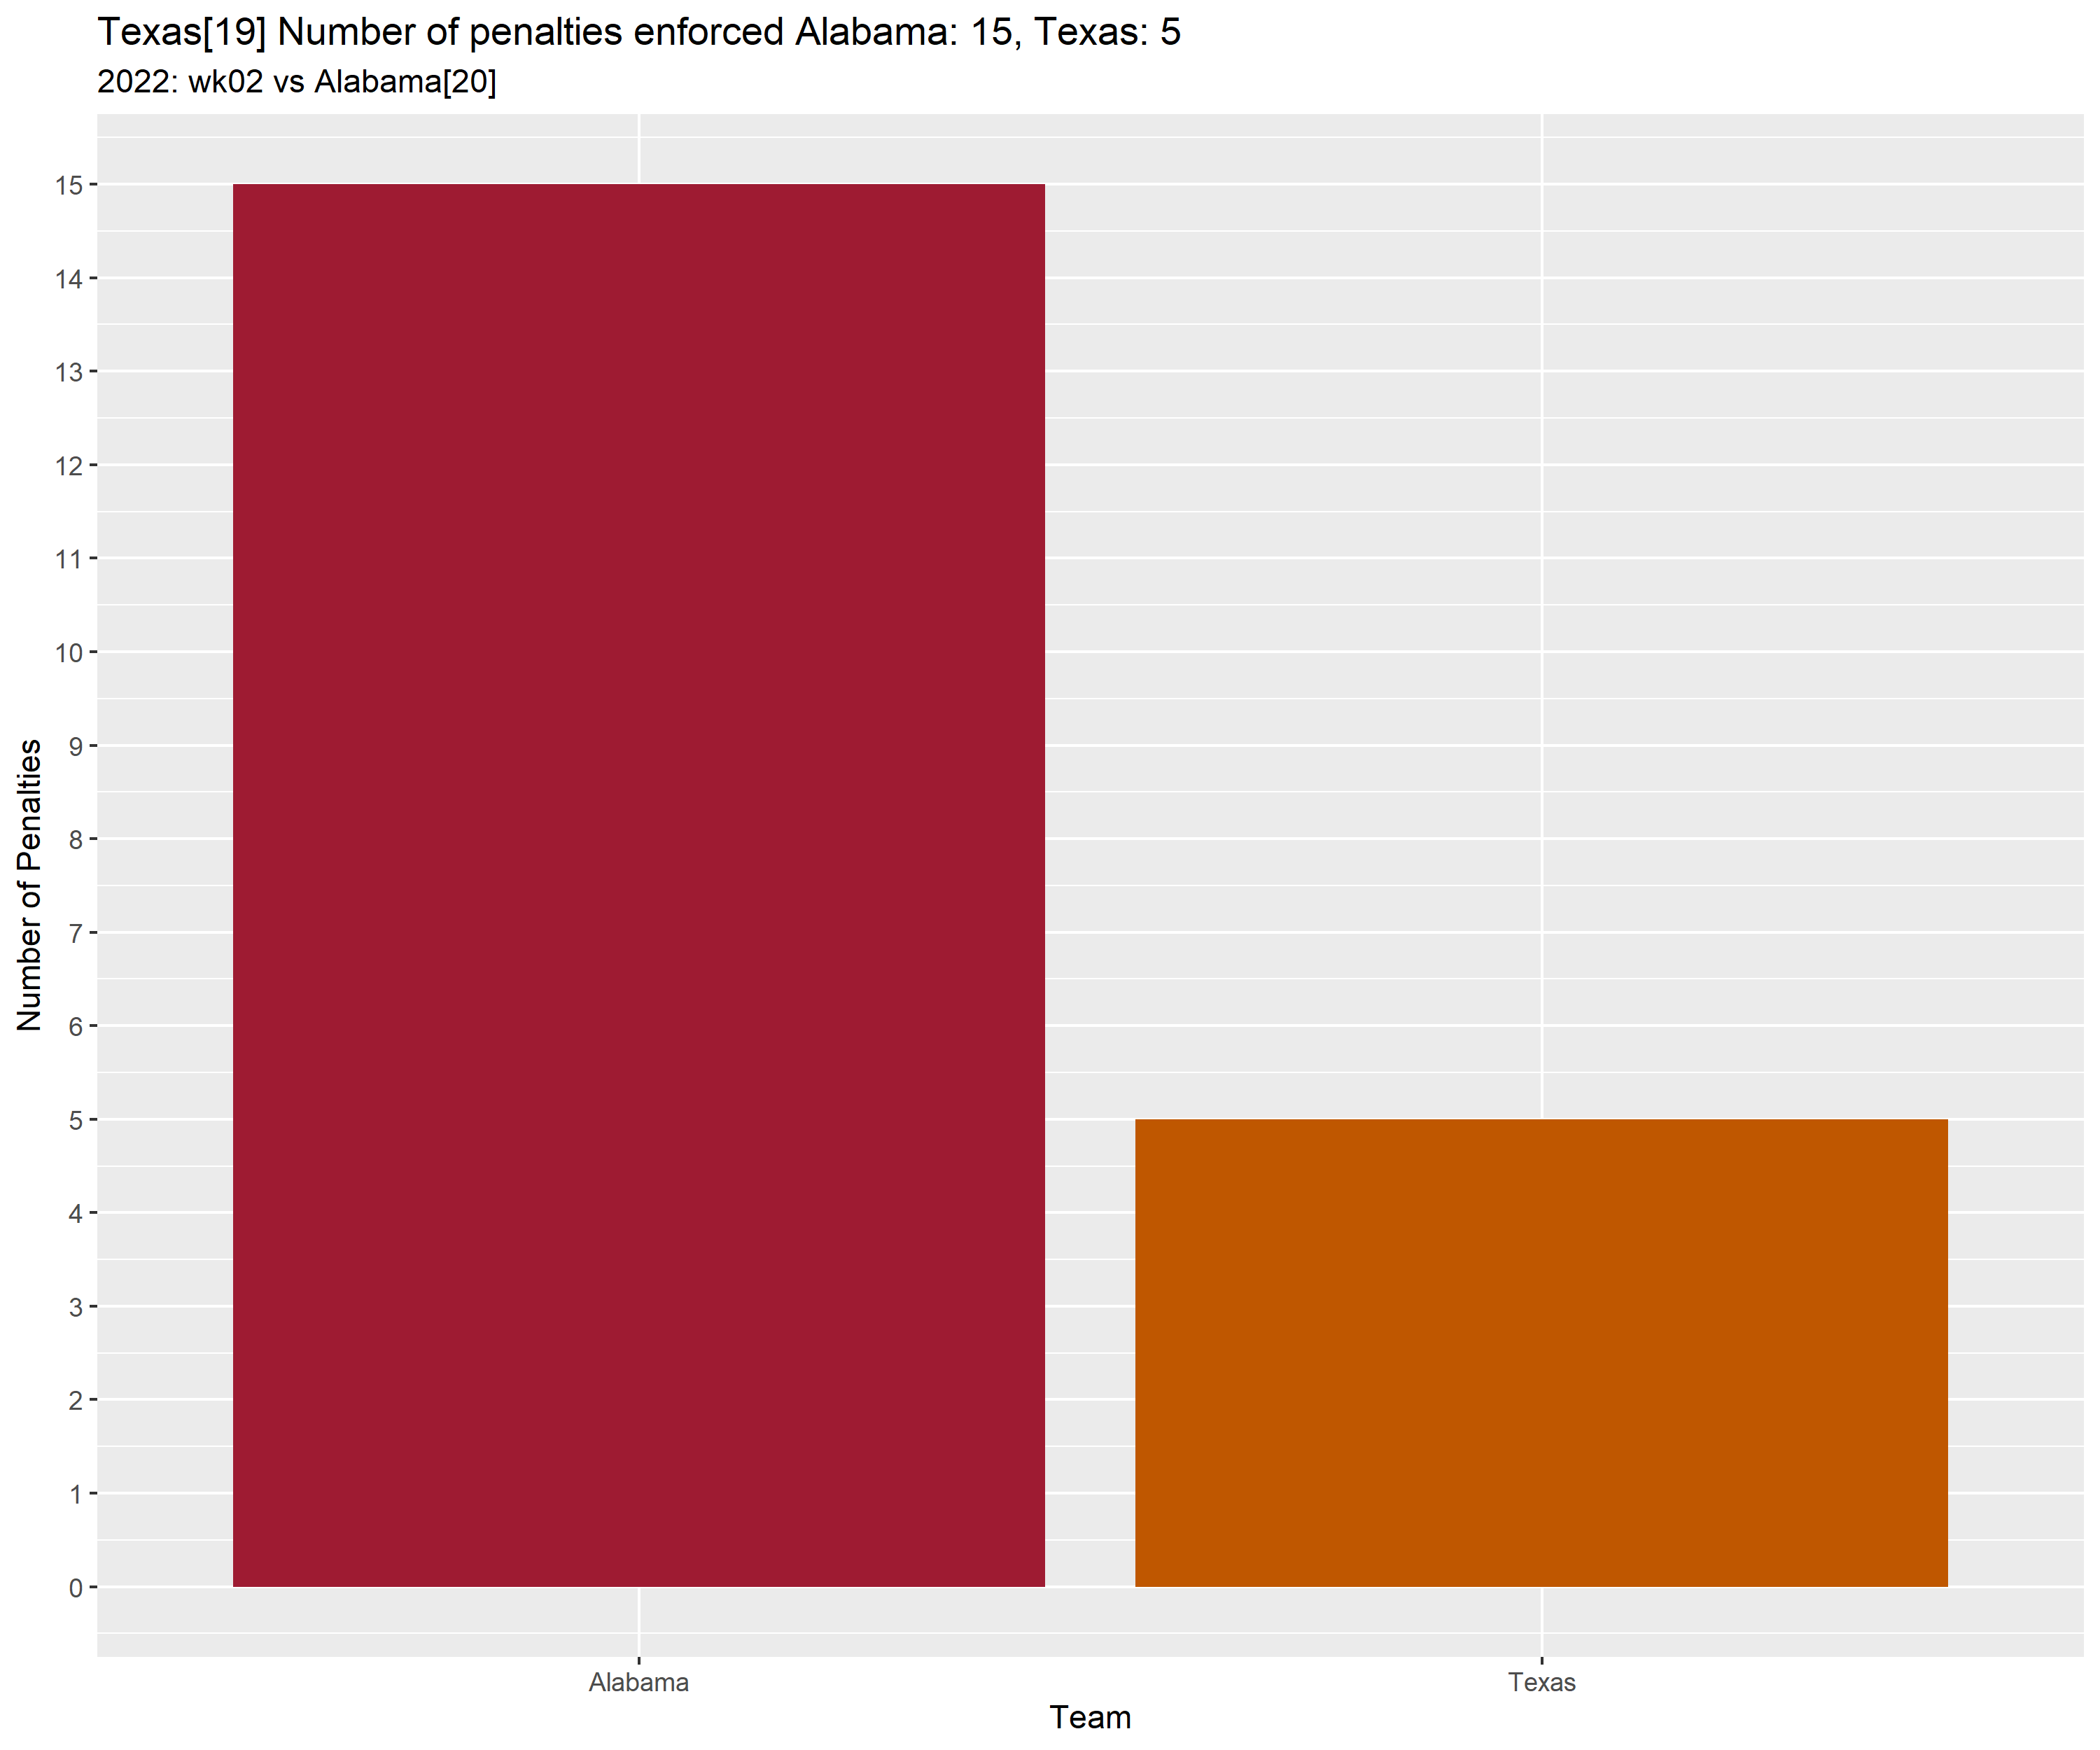 Texas[19] Number of penalties enforced Alabama: 15, Texas: 5
2022: wk02 vs Alabama[20]
Number of Penalties
15
14
13
12
11
10
9
8
7
6
5
4
3
2
1
0
Alabama
Texas
Team